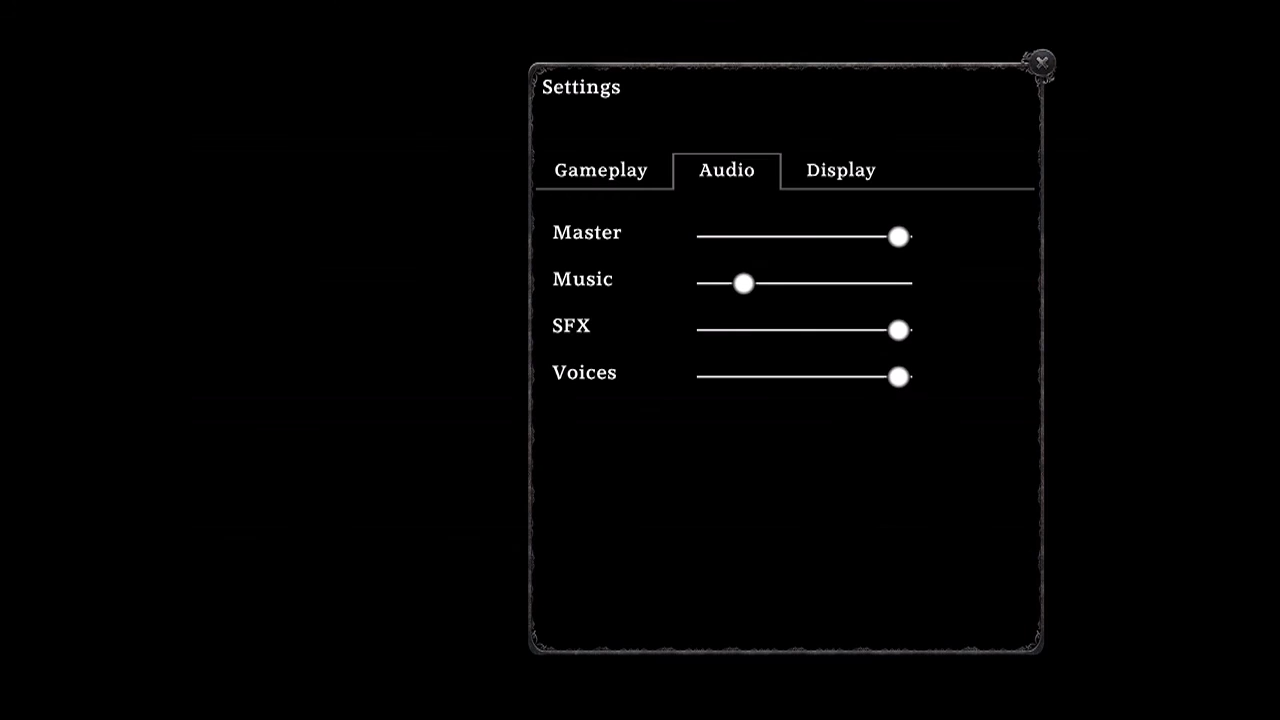 Settings
Gameplay Audio Display
Master
Music
SFX
Voices